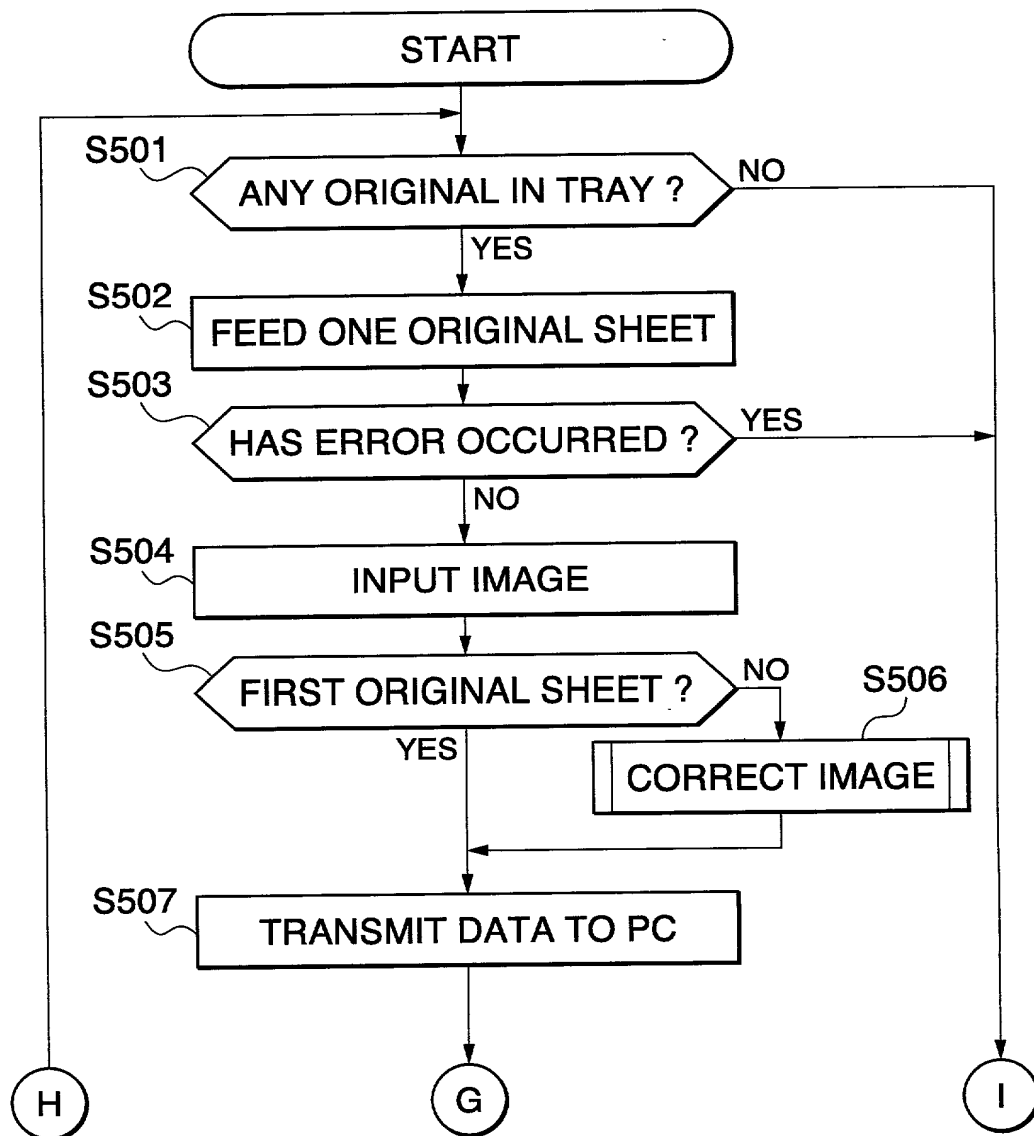 START
S501
ANY ORIGINAL IN TRAY ?
NO
YES
S502
FEED ONE ORIGINAL SHEET
S503
HAS ERROR OCCURRED ?
YES
NO
S504
INPUT IMAGE
S505
FIRST ORIGINAL SHEET ?
NO
S506
YES
CORRECT IMAGE
S507
TRANSMIT DATA TO PC
H
G
I